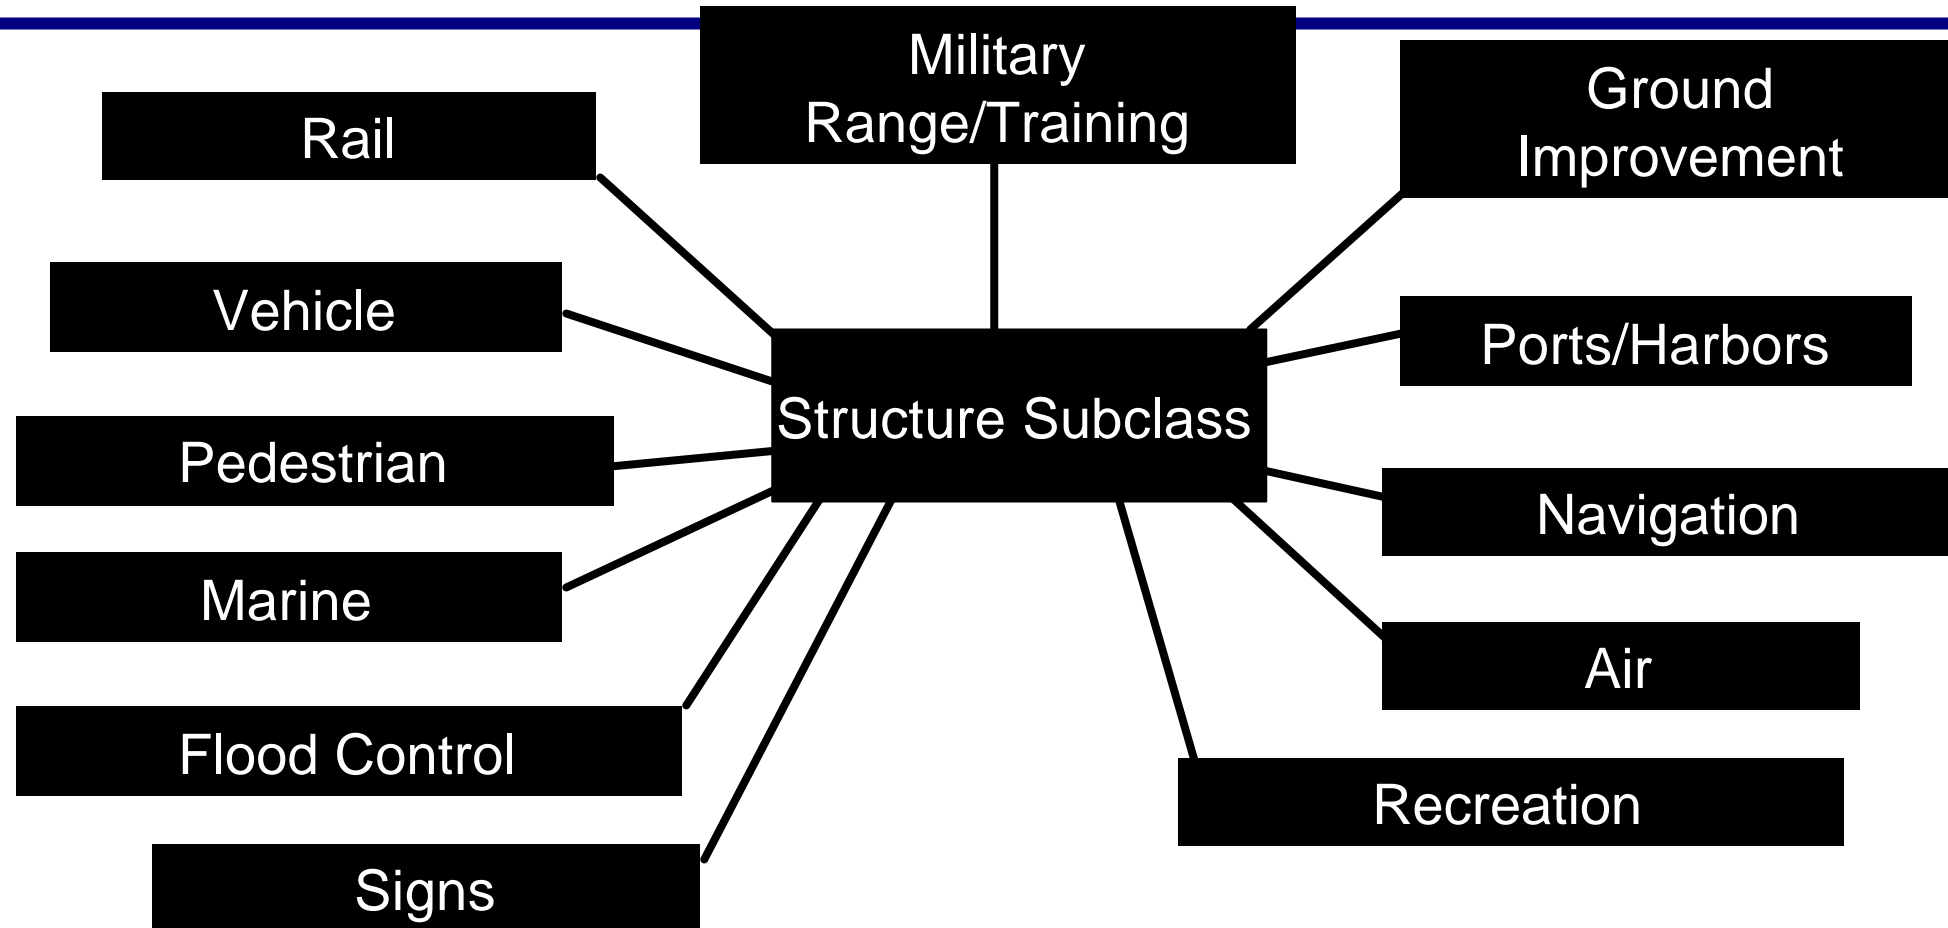 Military
Range/Training
Ground
Improvement
Rail
Vehicle
Ports/Harbors
Structure Subclass
Pedestrian
Navigation
Marine
Air
Flood Control
Recreation
Signs